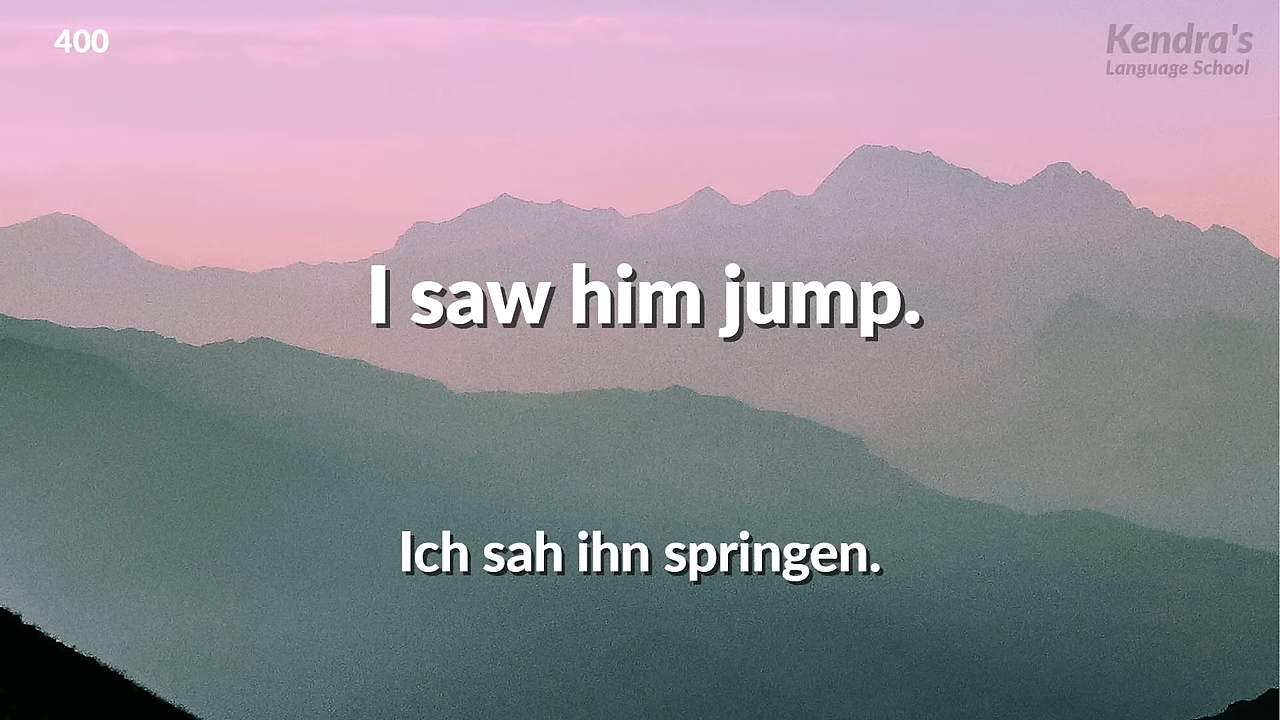 400
Kendra's
Language School
I saw him jump.
Ich sah ihn springen.